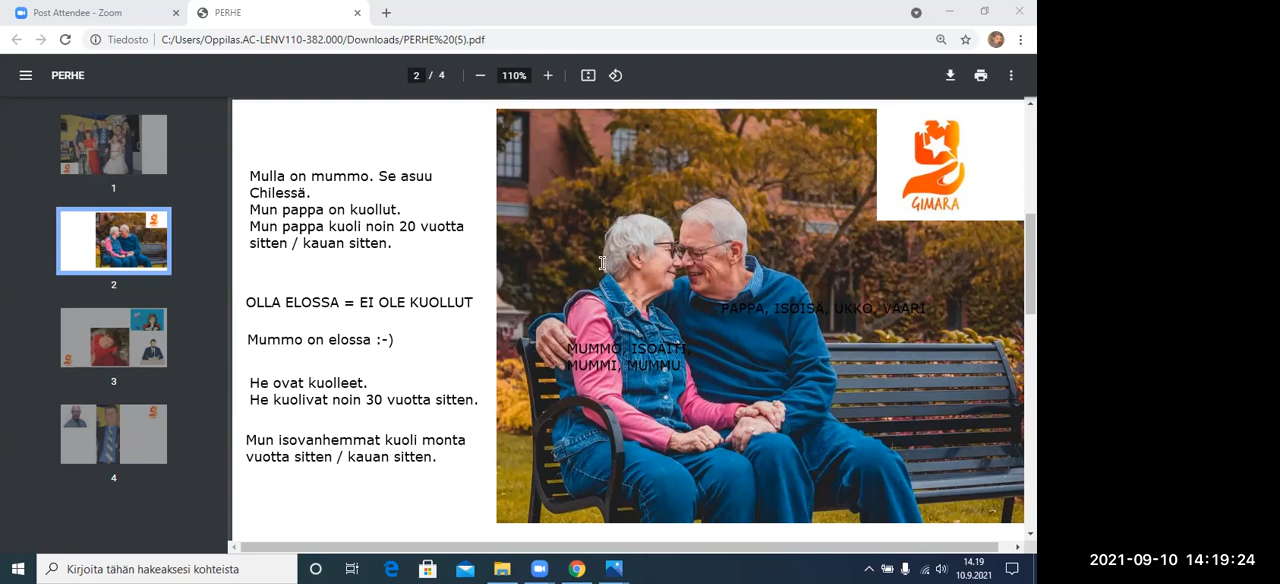 Post Attendee - Zoom
PERHE
Tiedosto
C:/Users/Oppilas.AC-LENV110-382.000/Downloads/PERHE%20(5).pdf
PERHE
2 / 4
110%
1
2
3
4
Mulla on mummo. Se asuu
Chilessä.
Mun pappa on kuollut.
Mun pappa kuoli noin 20 vuotta
sitten / kauan sitten.
OLLA ELOSSA = EI OLE KUOLLUT
Mummo on elossa :-)
He ovat kuolleet.
He kuolivat noin 30 vuotta sitten.
Mun isovanhemmat kuoli monta
vuotta sitten / kauan sitten.
GIMARA
PAPPA, ISOISÄ, UKKO, VAARI
MUMMO, ISOÄITI,
MUMMI, MUMMU
Kirjoita tähän hakeaksesi kohteista
14.19
10.9.2021
2021-09-10 14:19:24